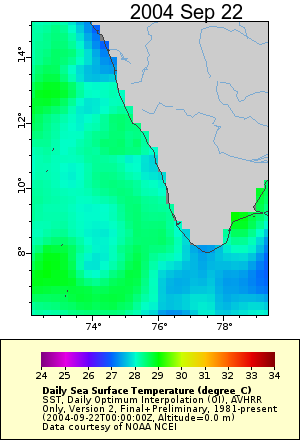 2004 Sep 22
14°
12°
10°
8°
74°
76°
78°
24 25 26 27 28 29 30 31 32 33 34
Daily Sea Surface Temperature (degree_C)
SST, Daily Optimum Interpolation (OI), AVHRR
Only, Version 2, Final+Preliminary, 1981-present
(2004-09-22T00:00:00Z, Altitude=0.0 m)
Data courtesy of NOAA NCEI